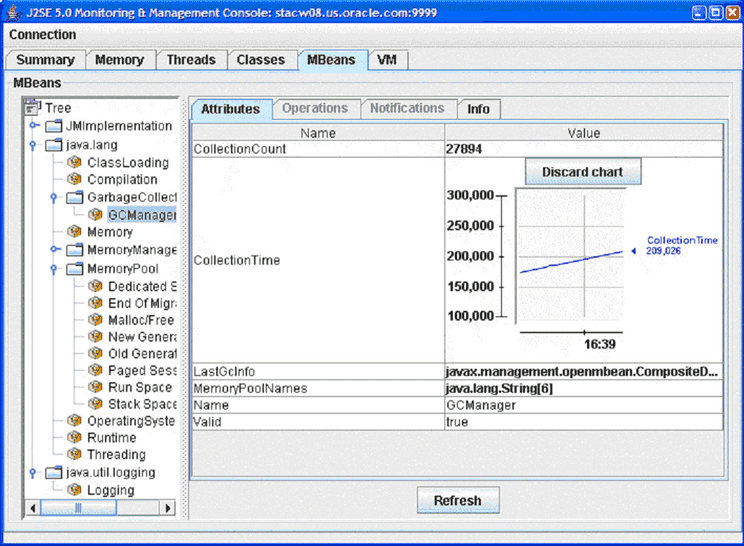 J2SE 5.0 Monitoring & Management Console: stacw08.us.oracle.com:9999
Connection
Summary Memory Threads Classes MBeans VM
MBeans
Tree
JMImplementation
java.lang
ClassLoading
Compilation
GarbageCollect
GCManager
Memory
MemoryManage
MemoryPool
Dedicated S
End Of Migr
Malloc/Free
New Genera
Old Generat
Paged Sess
Run Space
Stack Space
OperatingSyste
Runtime
Threading
java.util.logging
Logging
Attributes Operations Notifications Info
Name Value
CollectionCount 27894
CollectionTime
Discard chart
300,000
250,000
200,000
150,000
100,000
CollectionTime
209,026
16:39
LastGcInfo javax.management.openmbean.CompositeD...
MemoryPoolNames java.lang.String[6]
Name GCManager
Valid true
Refresh